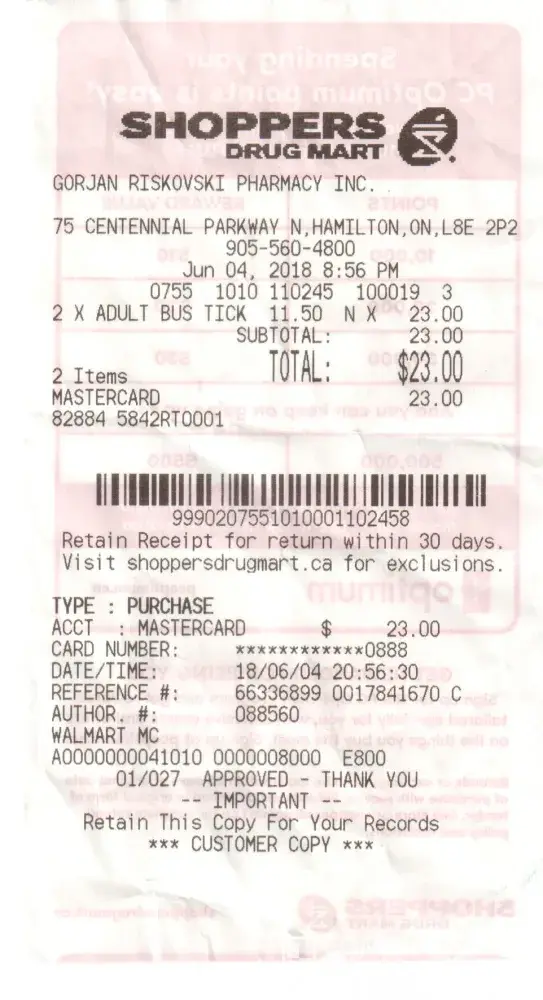 SHOPPERS
DRUG MART
GORJAN RISKOVSKI PHARMACY INC.
75 CENTENNIAL PARKWAY N,HAMILTON,ON,L8E 2P2
905-560-4800
Jun 04, 2018 8:56 PM
0755 1010 110245 100019 3
2 X ADULT BUS TICK 11.50 N X 23.00
SUBTOTAL: 23.00
TOTAL: $23.00
2 Items
MASTERCARD 23.00
82884 5842RT0001
9990207551010001102458
Retain Receipt for return within 30 days.
Visit shoppersdrugmart.ca for exclusions.
TYPE : PURCHASE
ACCT : MASTERCARD $ 23.00
CARD NUMBER: ************0888
DATE/TIME: 18/06/04 20:56:30
REFERENCE #: 66336899 0017841670 C
AUTHOR. #: 088560
WALMART MC
A0000000041010 0000008000 E800
01/027 APPROVED - THANK YOU
-- IMPORTANT --
Retain This Copy For Your Records
*** CUSTOMER COPY ***